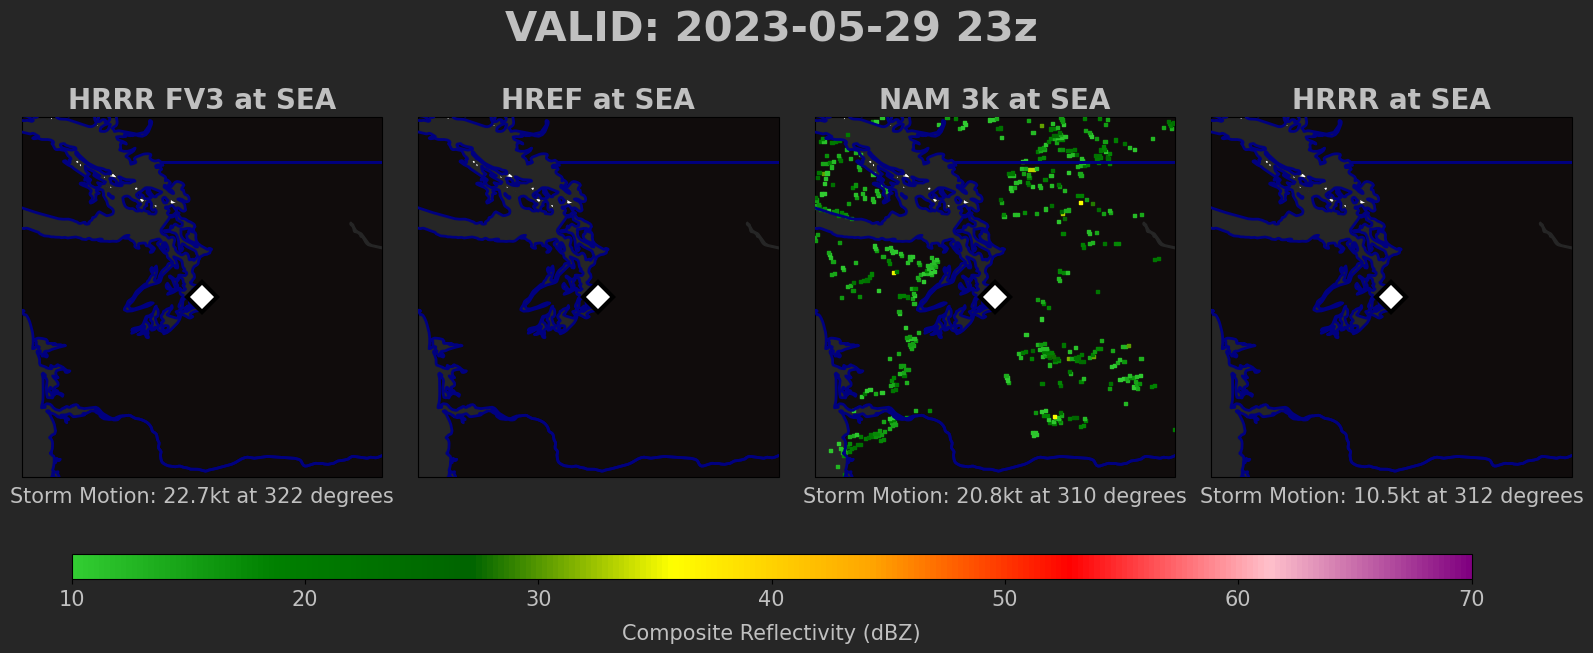 VALID: 2023-05-29 23z
HRRR FV3 at SEA
HREF at SEA
NAM 3k at SEA
HRRR at SEA
Storm Motion: 22.7kt at 322 degrees
Storm Motion: 20.8kt at 310 degrees
Storm Motion: 10.5kt at 312 degrees
10 20 30 40 50 60 70
Composite Reflectivity (dBZ)